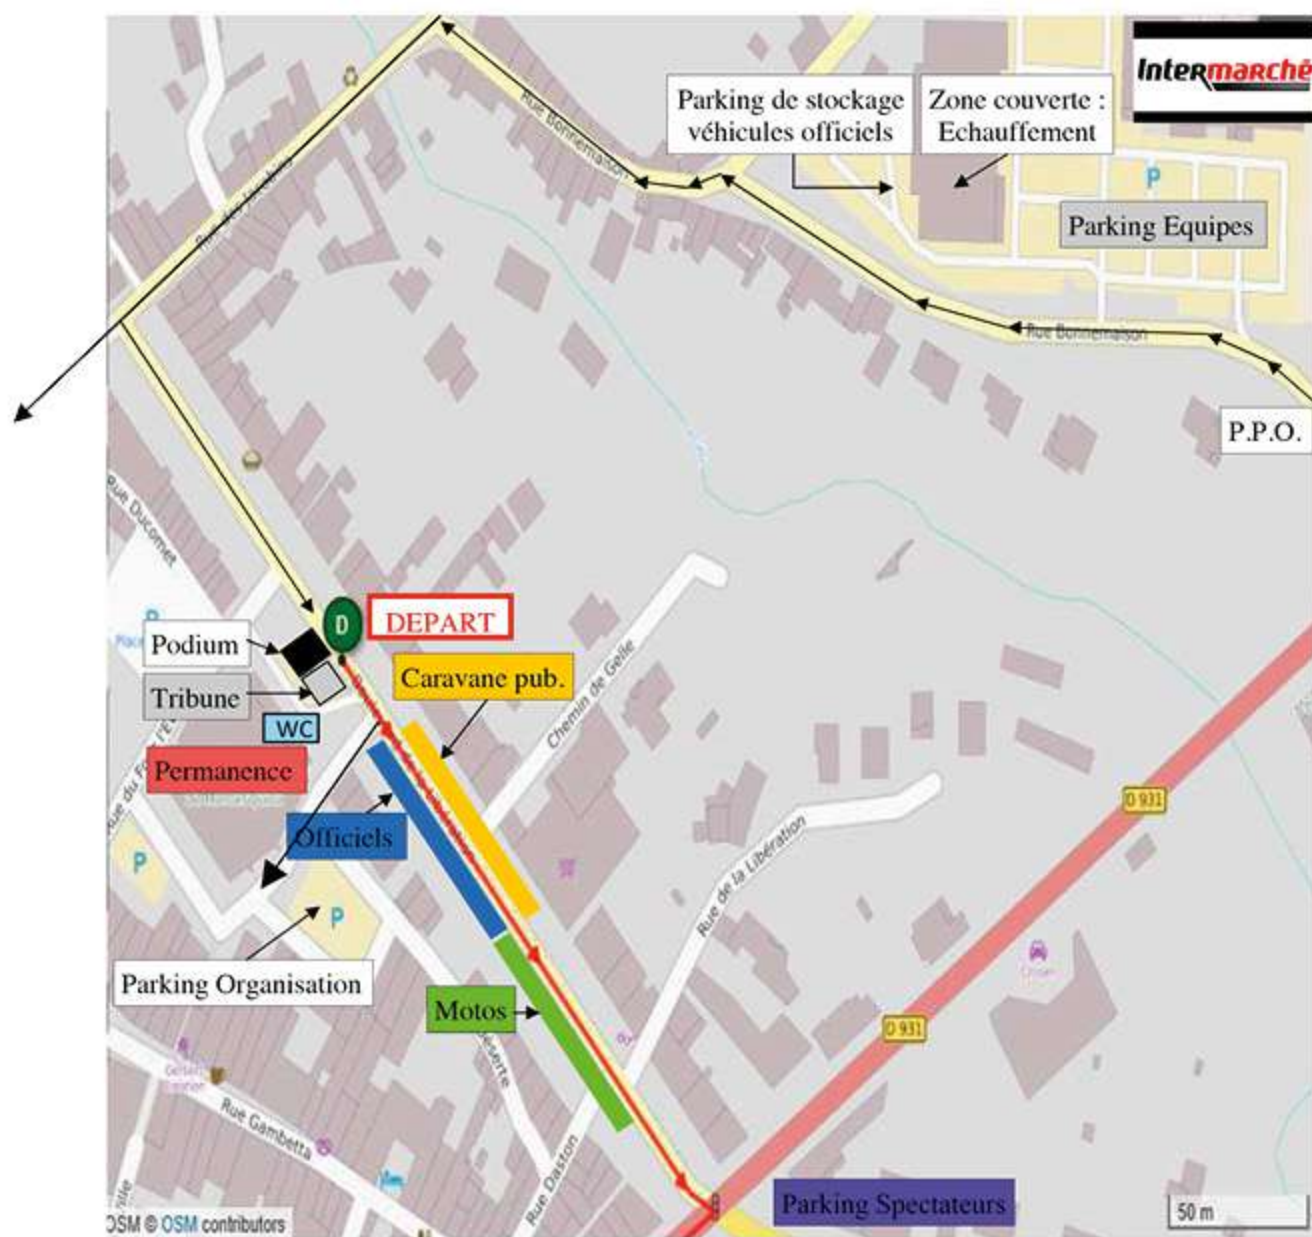 Intermarché
Parking de stockage
véhicules officiels
Zone couverte :
Echauffement
Rue Bonnemaison
P
Parking Equipes
Rue Bonnemaison
P.P.O.
Rue Ducornet
D
DEPART
Podium
Tribune
Caravane pub.
WC
Chemin de Gelle
Permanence
D 931
Officiels
Rue de la Libération
P
P
Parking Organisation
Motos
D 931
Rue Gambetta
Rue Daston
Parking Spectateurs
50 m
OSM © OSM contributors